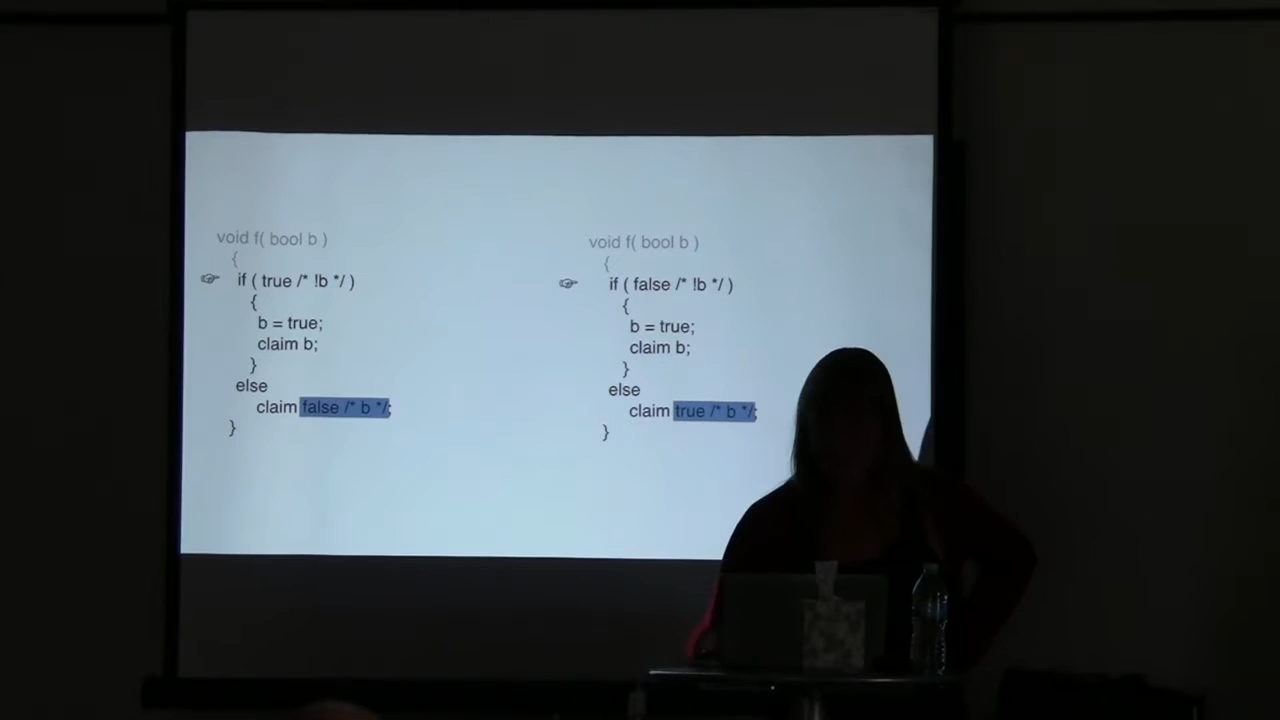 void f( bool b )
{
☞ if ( true /* !b */ )
{
b = true;
claim b;
}
else
claim false /* b */;
}
void f( bool b )
{
☞ if ( false /* !b */ )
{
b = true;
claim b;
}
else
claim true /* b */;
}